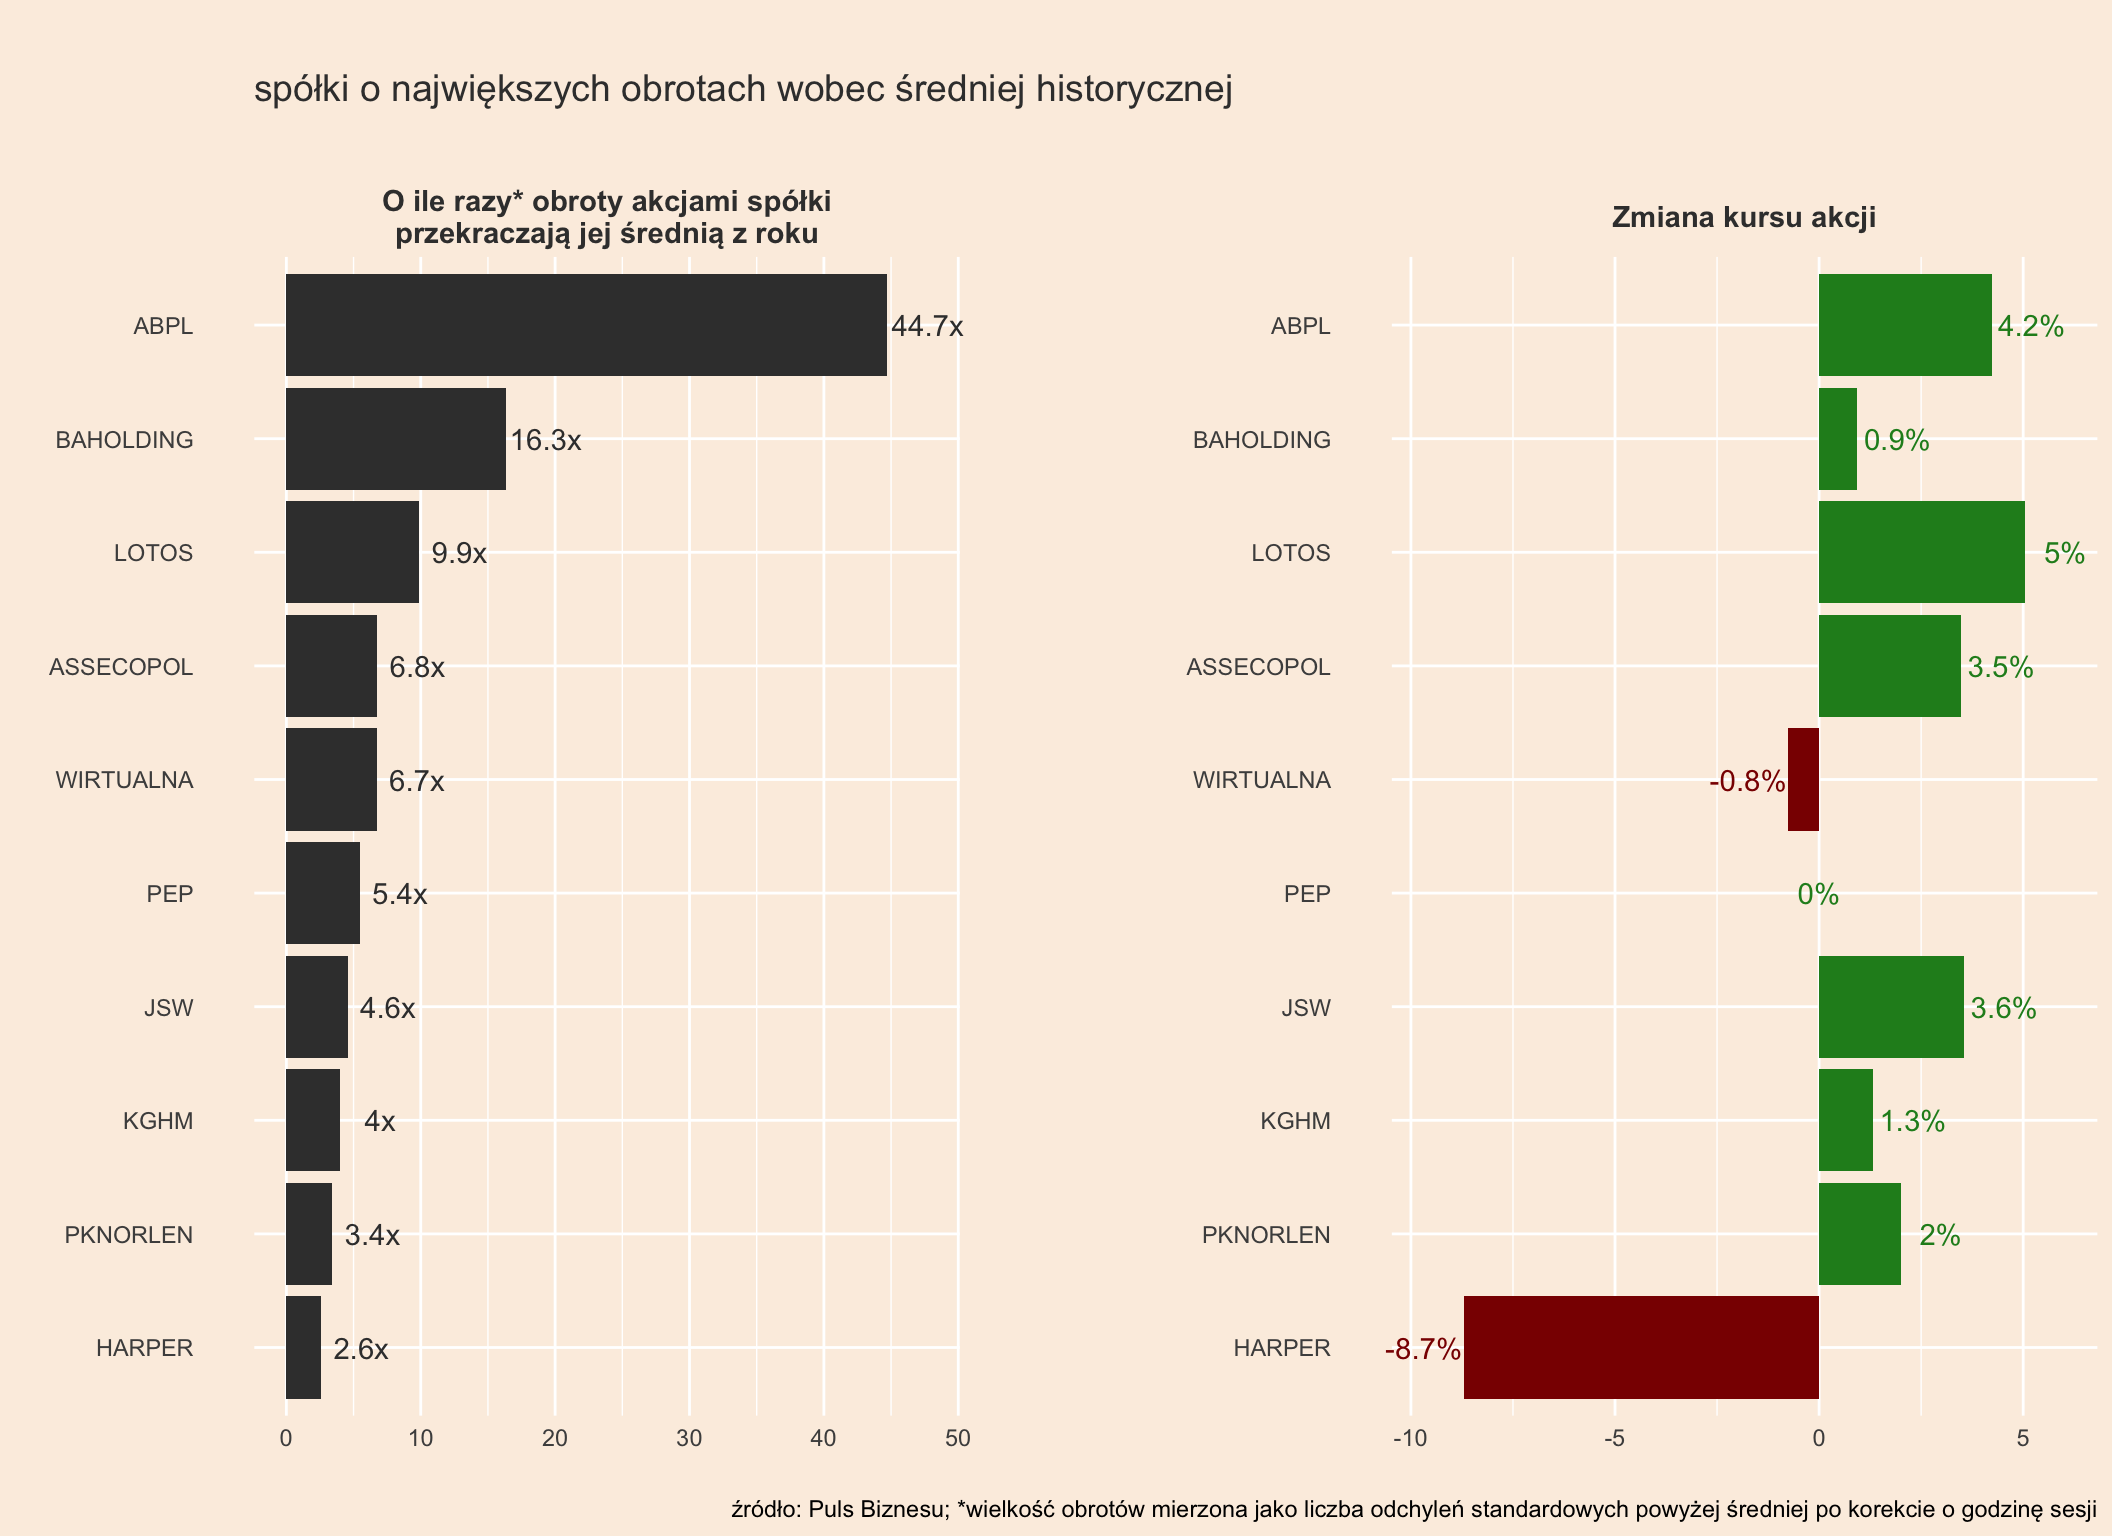 spółki o największych obrotach wobec średniej historycznej
O ile razy* obroty akcjami spółki
przekraczają jej średnią z roku
ABPL
44.7x
BAHOLDING
16.3x
LOTOS
9.9x
ASSECOPOL
6.8x
WIRTUALNA
6.7x
PEP
5.4x
JSW
4.6x
KGHM
4x
PKNORLEN
3.4x
HARPER
2.6x
0 10 20 30 40 50
Zmiana kursu akcji
ABPL
4.2%
BAHOLDING
0.9%
LOTOS
5%
ASSECOPOL
3.5%
WIRTUALNA
-0.8%
PEP
0%
JSW
3.6%
KGHM
1.3%
PKNORLEN
2%
HARPER
-8.7%
-10 -5 0 5
źródło: Puls Biznesu; *wielkość obrotów mierzona jako liczba odchyleń standardowych powyżej średniej po korekcie o godzinę sesji